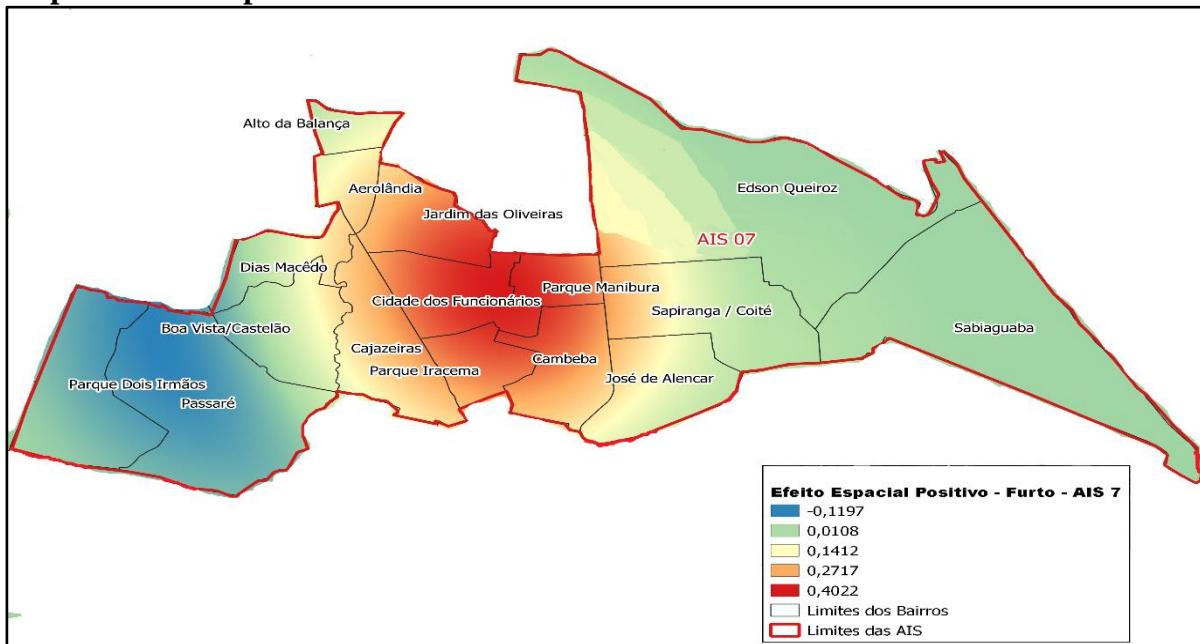 Alto da Balança
Aerolândia
Edson Queiroz
Jardim das Oliveiras
AIS 07
Dias Macêdo
Parque Manibura
Cidade dos Funcionários
Sapiranga / Coité
Boa Vista/Castelão
Sabiaguaba
Cajazeiras
Cambeba
Parque Iracema
José de Alencar
Parque Dois Irmãos
Passaré
Efeito Espacial Positivo - Furto - AIS 7
-0,1197
0,0108
0,1412
0,2717
0,4022
Limites dos Bairros
Limites das AIS